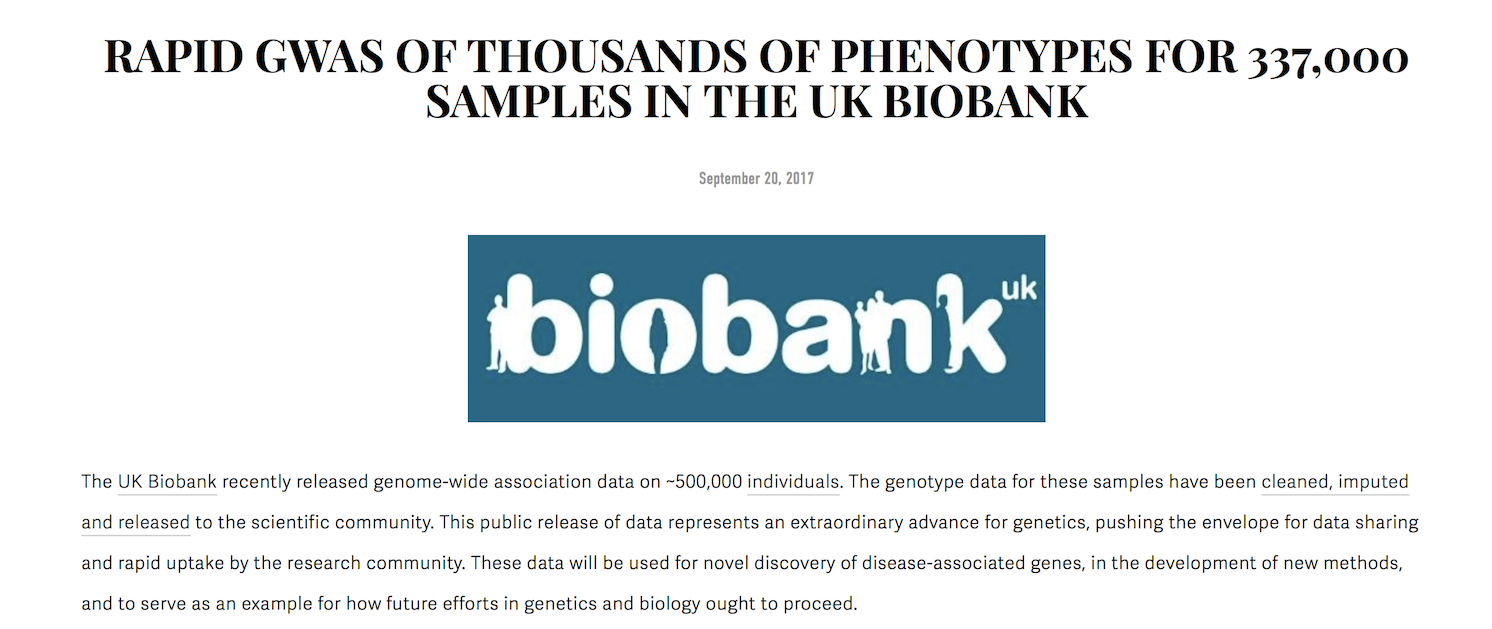 RAPID GWAS OF THOUSANDS OF PHENOTYPES FOR 337,000
SAMPLES IN THE UK BIOBANK
September 20, 2017
biobank uk
The UK Biobank recently released genome-wide association data on ~500,000 individuals. The genotype data for these samples have been cleaned, imputed
and released to the scientific community. This public release of data represents an extraordinary advance for genetics, pushing the envelope for data sharing
and rapid uptake by the research community. These data will be used for novel discovery of disease-associated genes, in the development of new methods,
and to serve as an example for how future efforts in genetics and biology ought to proceed.